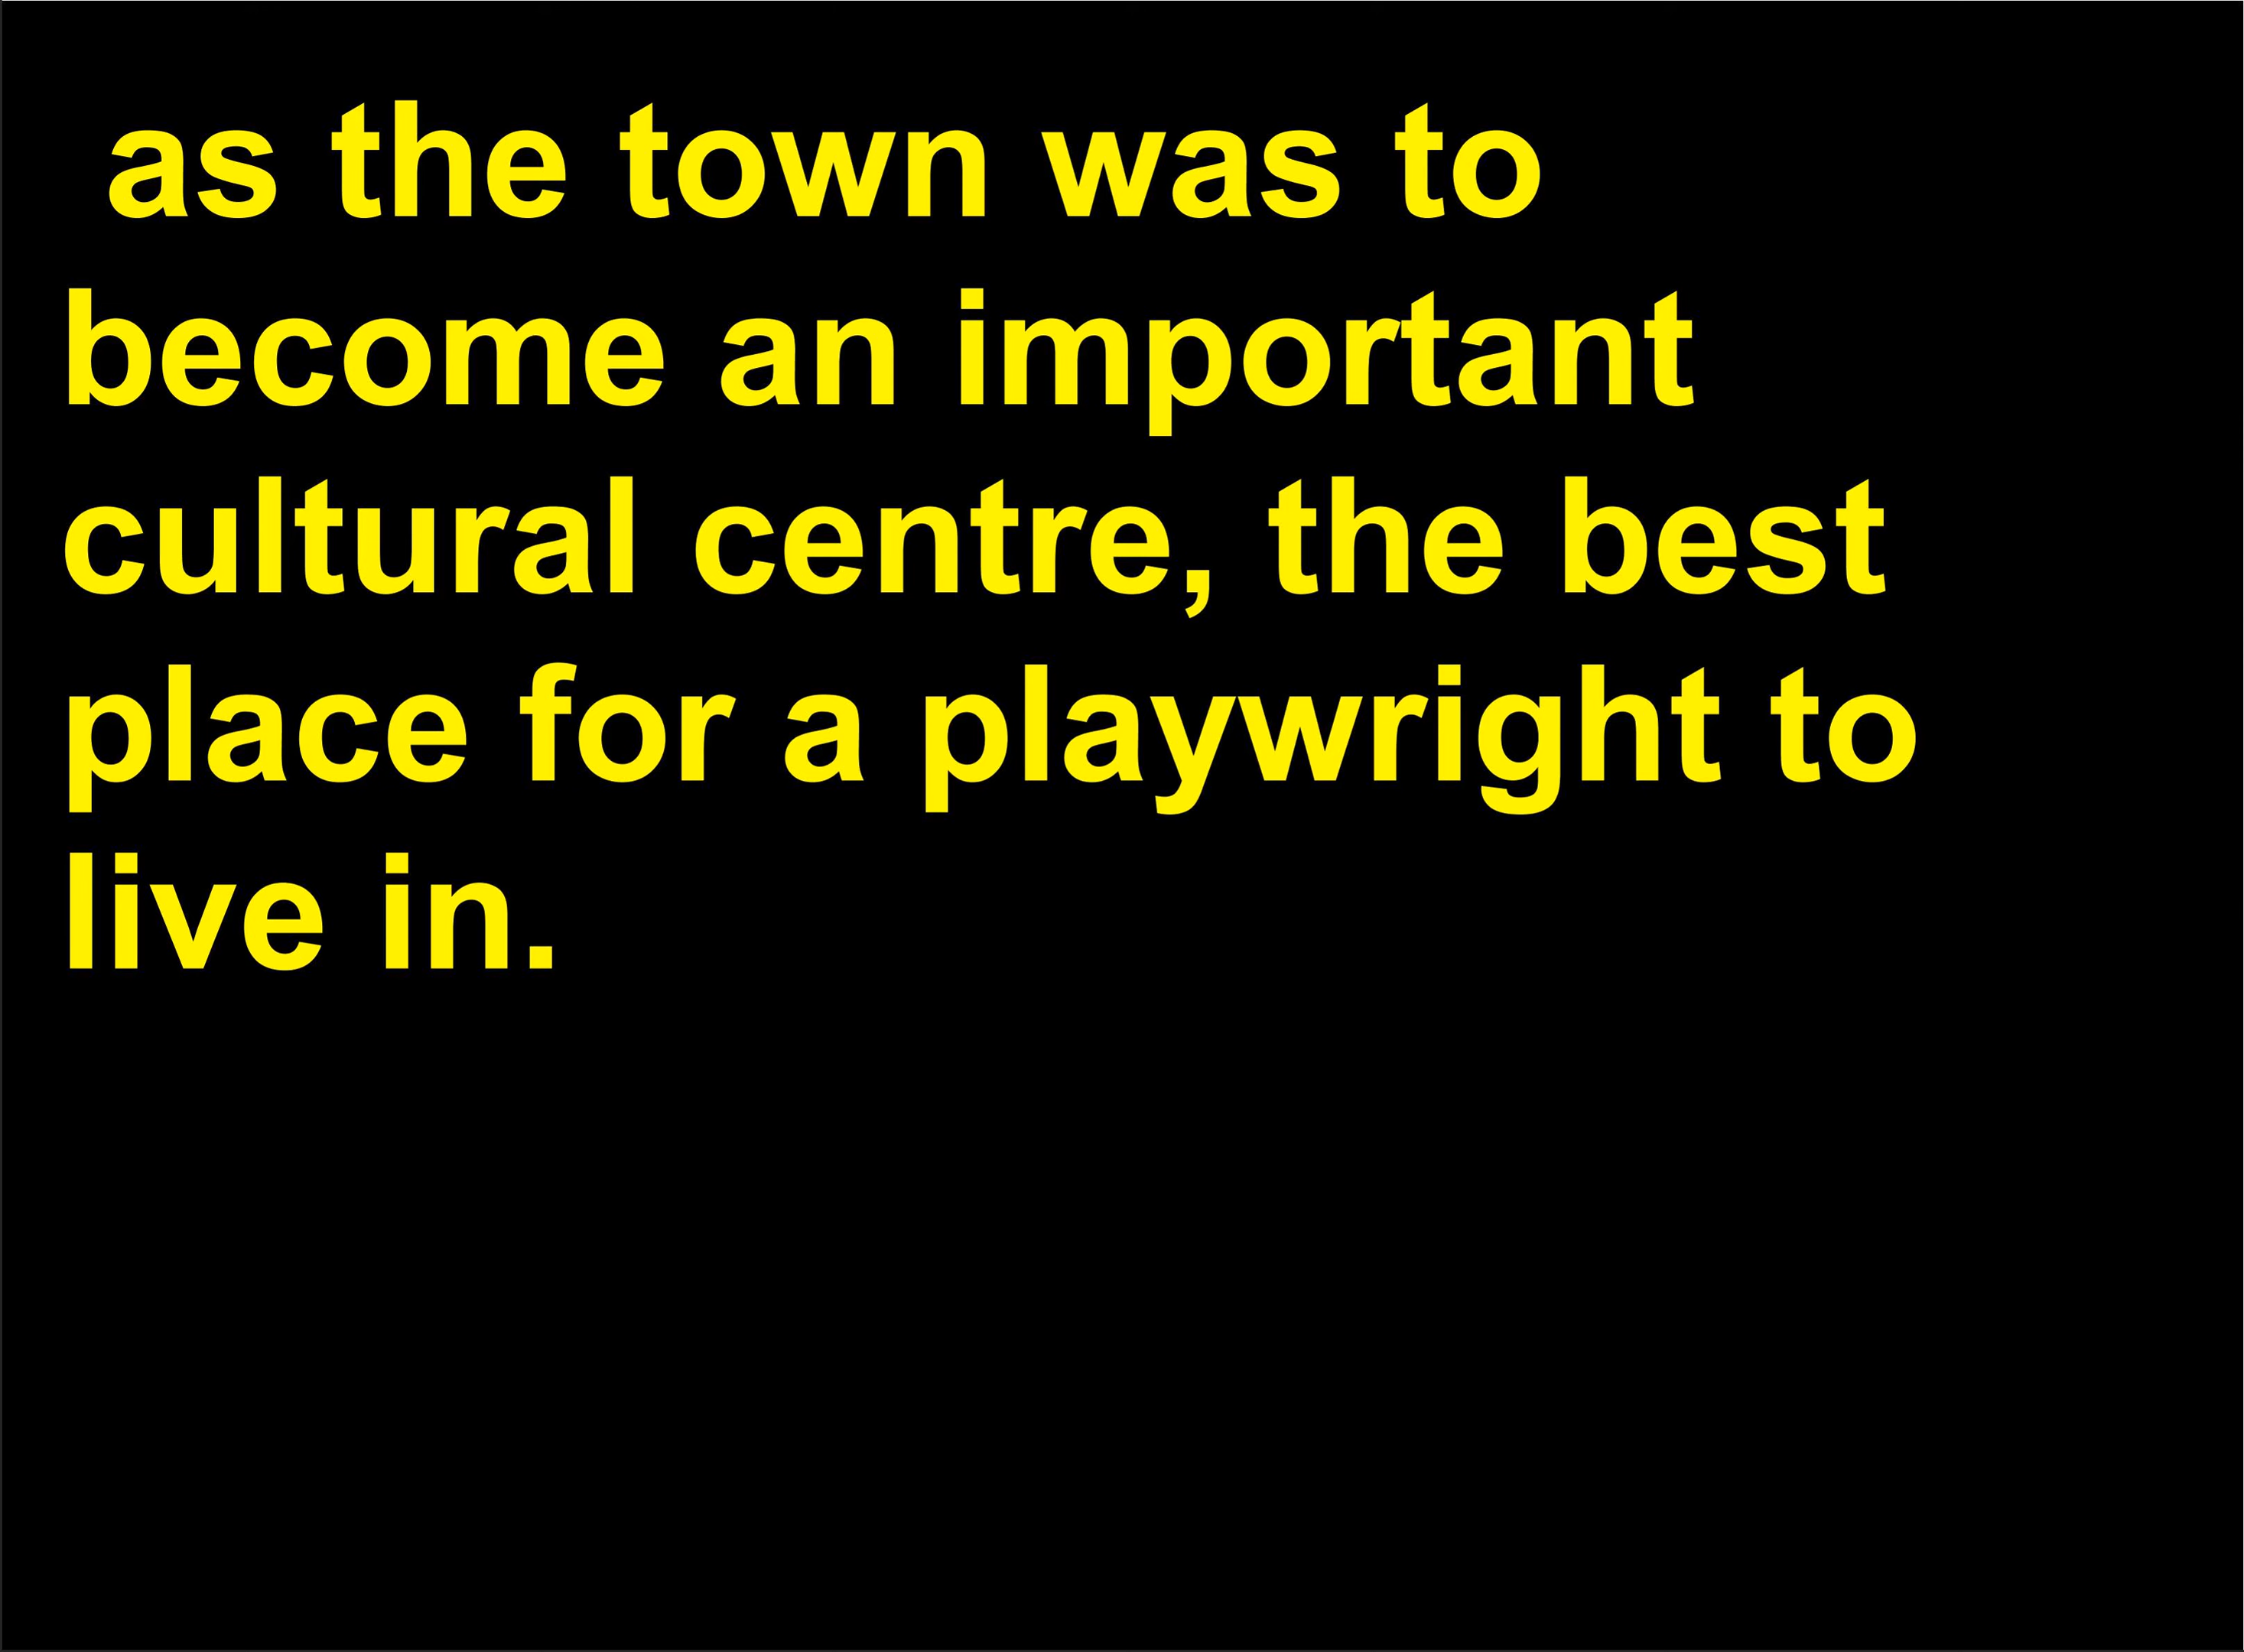 as the town was to
become an important
cultural centre, the best
place for a playwright to
live in.